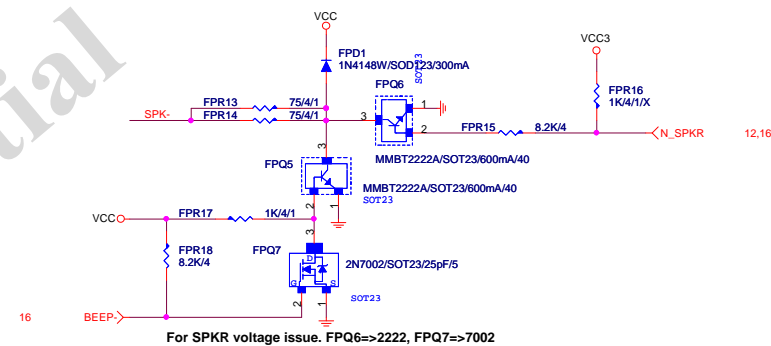 VCC
FPD1
1N4148W/SOD123/300mA
VCC3
FPQ6
SOT23
FPR16
1K/4/1/X
FPR13
75/4/1
SPK-
FPR14
75/4/1
3
1
2
FPR15
8.2K/4
N_SPKR
12,16
MMBT2222A/SOT23/600mA/40
3
FPQ5
MMBT2222A/SOT23/600mA/40
SOT23
2
1
VCC
FPR17
1K/4/1
3
FPR18
8.2K/4
FPQ7
D
G
S
2N7002/SOT23/25pF/5
SOT23
2
1
16
BEEP-
For SPKR voltage issue. FPQ6=>2222, FPQ7=>7002
tial